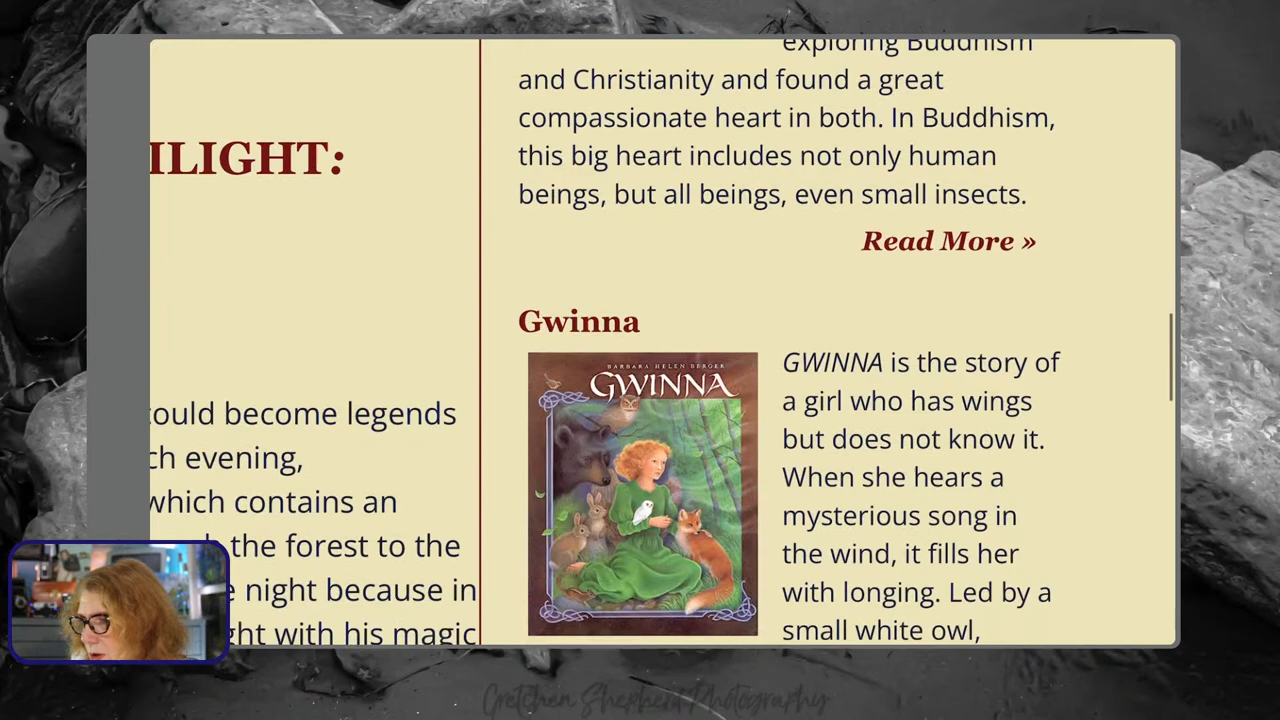 ILIGHT:
could become legends
ch evening,
which contains an
the forest to the
night because in
ght with his magic
exploring Buddhism
and Christianity and found a great
compassionate heart in both. In Buddhism,
this big heart includes not only human
beings, but all beings, even small insects.
Read More »
Gwinna
BARBARA HELEN BERGER
GWINNA
GWINNA is the story of
a girl who has wings
but does not know it.
When she hears a
mysterious song in
the wind, it fills her
with longing. Led by a
small white owl,
Gretchen Shepherd Photography